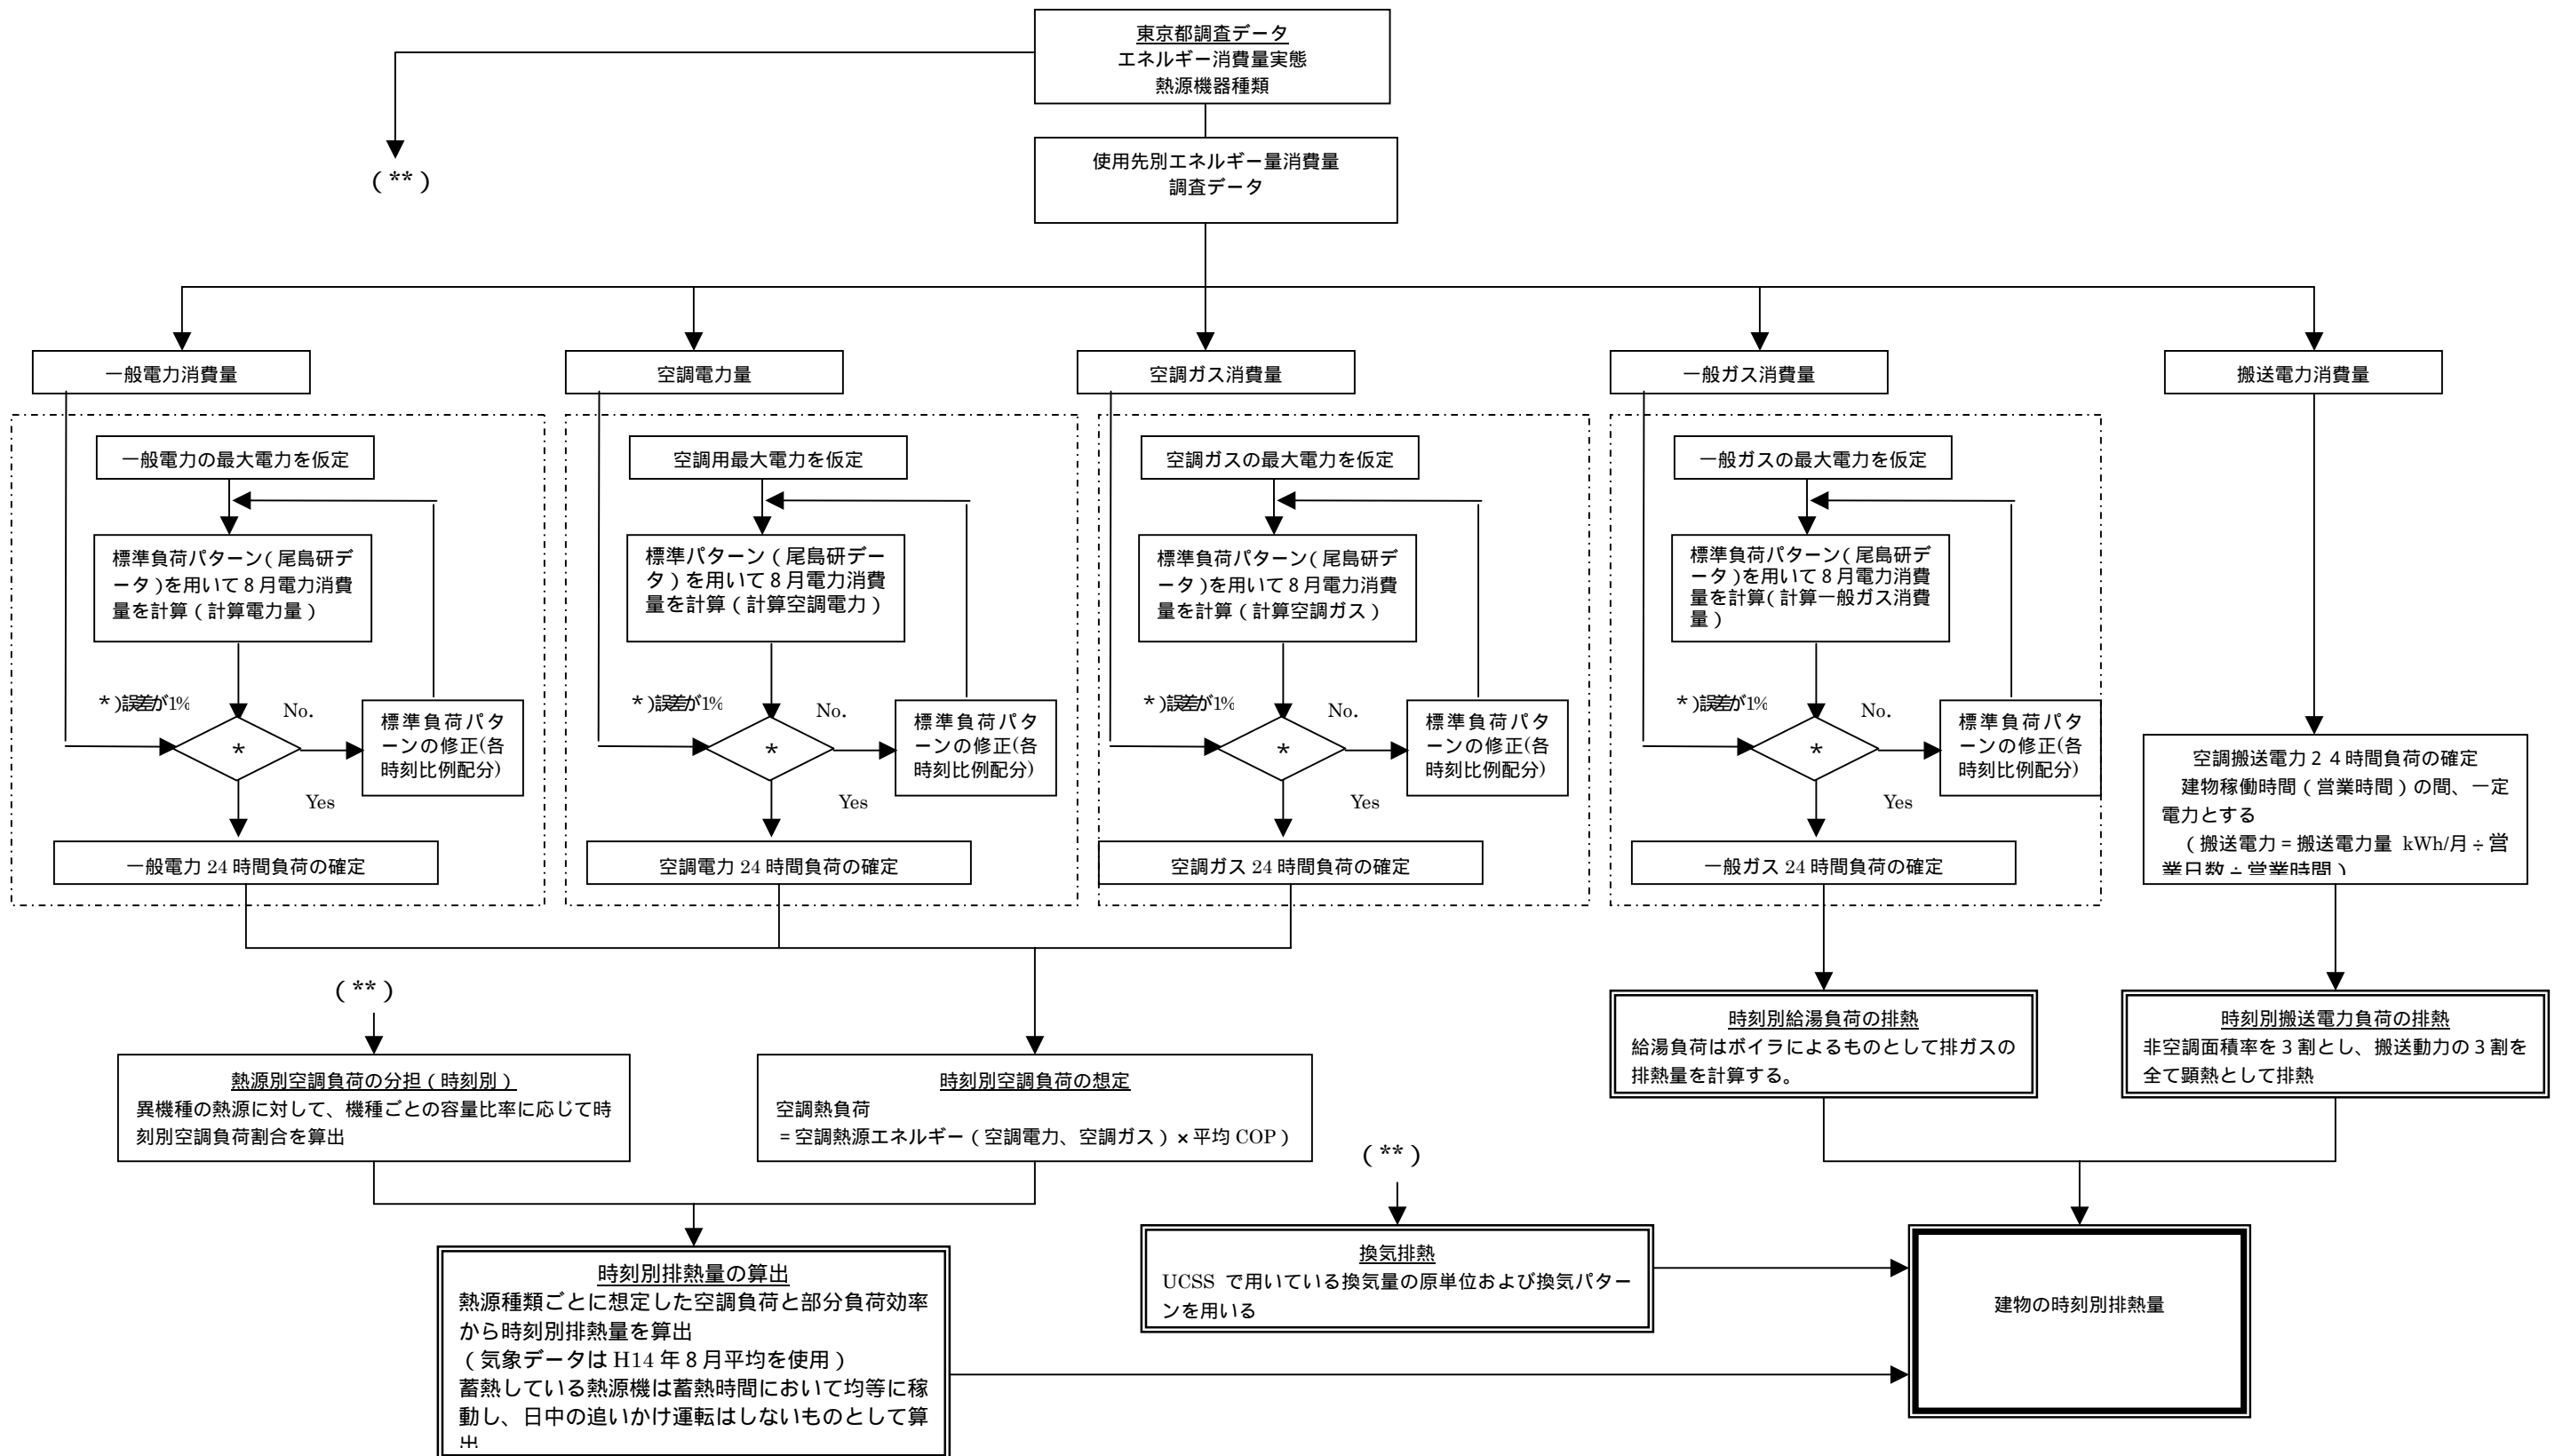 東京都調査データ
エネルギー消費量実態
熱源機器種類
(**)
使用先別エネルギー量消費量
調査データ
一般電力消費量
空調電力量
空調ガス消費量
一般ガス消費量
搬送電力消費量
一般電力の最大電力を仮定
標準負荷パターン(尾島研デ
ータ)を用いて8月電力消費
量を計算(計算電力量)
*)誤差が1%
No.
*
標準負荷パタ
ーンの修正(各
時刻比例配分)
Yes
一般電力 24 時間負荷の確定
空調用最大電力を仮定
標準パターン(尾島研デー
タ)を用いて8月電力消費
量を計算(計算空調電力)
*)誤差が1%
No.
*
標準負荷パタ
ーンの修正(各
時刻比例配分)
Yes
空調電力 24 時間負荷の確定
空調ガスの最大電力を仮定
標準負荷パターン(尾島研デ
ータ)を用いて8月電力消費
量を計算(計算空調ガス)
*)誤差が1%
No.
*
標準負荷パタ
ーンの修正(各
時刻比例配分)
Yes
空調ガス 24 時間負荷の確定
一般ガスの最大電力を仮定
標準負荷パターン(尾島研デ
ータ)を用いて8月電力消費
量を計算(計算一般ガス消費
量)
*)誤差が1%
No.
*
標準負荷パタ
ーンの修正(各
時刻比例配分)
Yes
一般ガス 24 時間負荷の確定
空調搬送電力24時間負荷の確定
建物稼働時間(営業時間)の間、一定
電力とする
(搬送電力=搬送電力量 kWh/月÷営
業日数÷営業時間)
(**)
熱源別空調負荷の分担(時刻別)
異機種の熱源に対して、機種ごとの容量比率に応じて時
刻別空調負荷割合を算出
時刻別空調負荷の想定
空調熱負荷
=空調熱源エネルギー(空調電力、空調ガス)×平均 COP)
時刻別給湯負荷の排熱
給湯負荷はボイラによるものとして排ガスの
排熱量を計算する。
時刻別搬送電力負荷の排熱
非空調面積率を3割とし、搬送動力の3割を
全て顕熱として排熱
(**)
換気排熱
UCSS で用いている換気量の原単位および換気パター
ンを用いる
時刻別排熱量の算出
熱源種類ごとに想定した空調負荷と部分負荷効率
から時刻別排熱量を算出
(気象データは H14 年8月平均を使用)
蓄熱している熱源機は蓄熱時間において均等に稼
動し、日中の追いかけ運転はしないものとして算
出
建物の時刻別排熱量